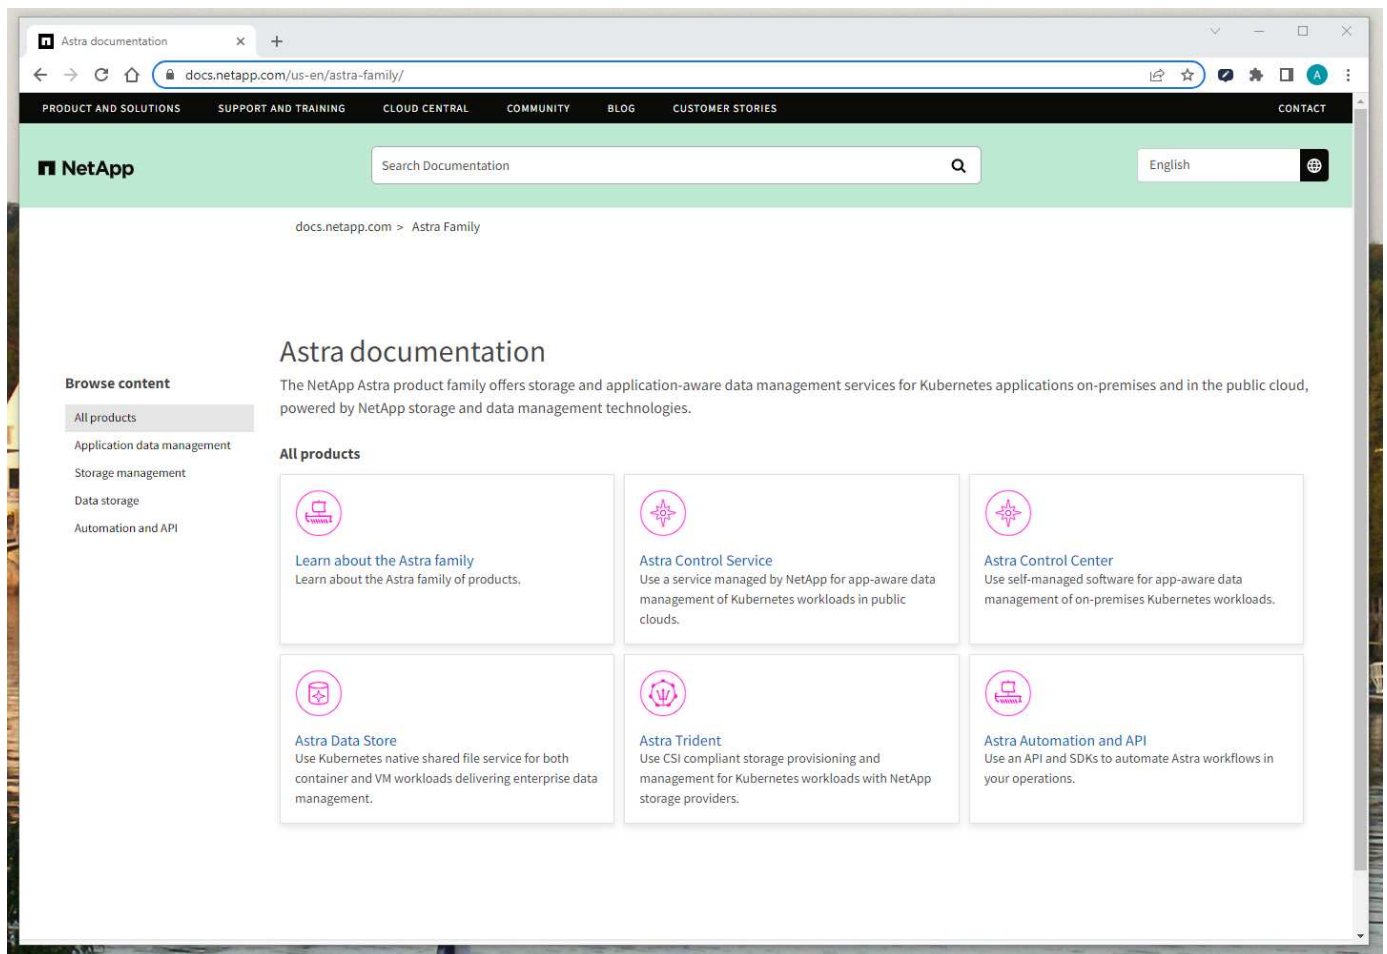 Astra documentation
docs.netapp.com/us-en/astra-family/
A
PRODUCT AND SOLUTIONS SUPPORT AND TRAINING CLOUD CENTRAL COMMUNITY BLOG CUSTOMER STORIES CONTACT
NetApp
Search Documentation
English
docs.netapp.com > Astra Family
Astra documentation
Browse content
The NetApp Astra product family offers storage and application-aware data management services for Kubernetes applications on-premises and in the public cloud,
powered by NetApp storage and data management technologies.
All products
Application data management
Storage management
Data storage
Automation and API
All products
Learn about the Astra family
Learn about the Astra family of products.
Astra Control Service
Use a service managed by NetApp for app-aware data
management of Kubernetes workloads in public
clouds.
Astra Control Center
Use self-managed software for app-aware data
management of on-premises Kubernetes workloads.
Astra Data Store
Use Kubernetes native shared file service for both
container and VM workloads delivering enterprise data
management.
Astra Trident
Use CSI compliant storage provisioning and
management for Kubernetes workloads with NetApp
storage providers.
Astra Automation and API
Use an API and SDKs to automate Astra workflows in
your operations.